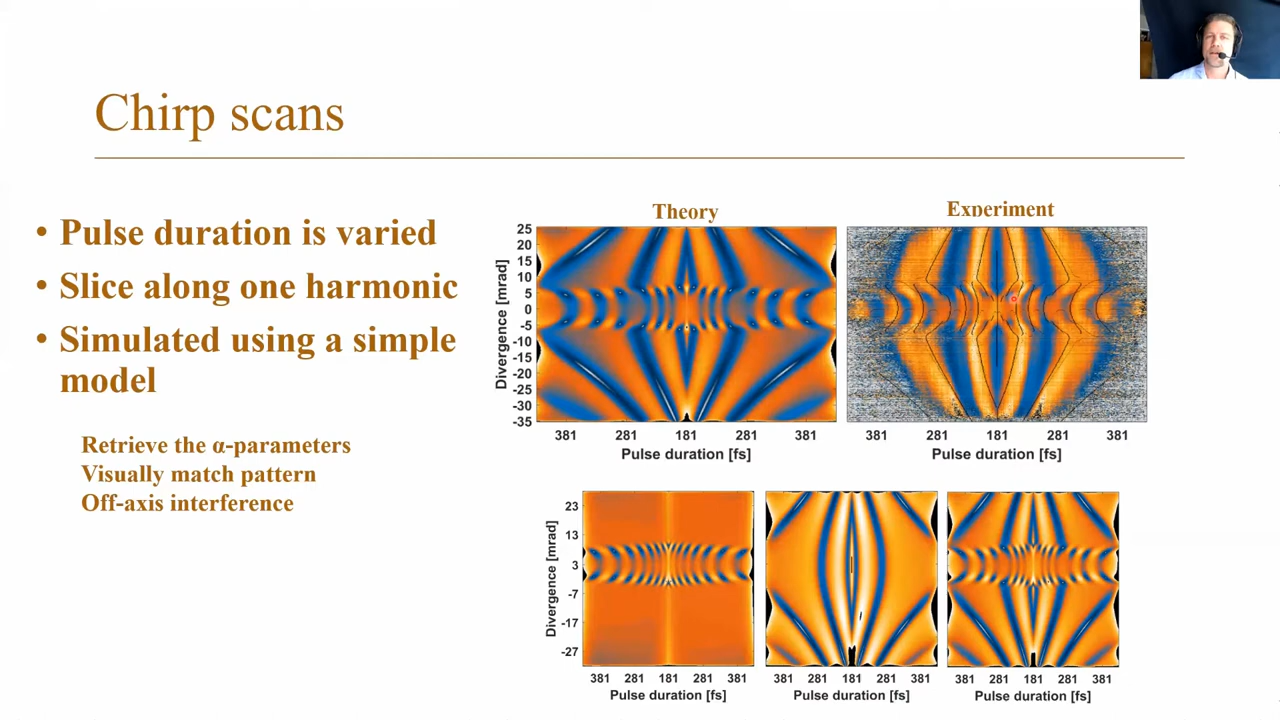 Chirp scans
• Pulse duration is varied
• Slice along one harmonic
• Simulated using a simple
model
Retrieve the α-parameters
Visually match pattern
Off-axis interference
Theory
Divergence [mrad]
25
20
15
10
5
0
-5
-10
-15
-20
-25
-30
-35
381 281 181 281 381
Pulse duration [fs]
Experiment
381 281 181 281 381
Pulse duration [fs]
Divergence [mrad]
23
13
3
-7
-17
-27
381 281 181 281 381
Pulse duration [fs]
381 281 181 281 381
Pulse duration [fs]
381 281 181 281 381
Pulse duration [fs]